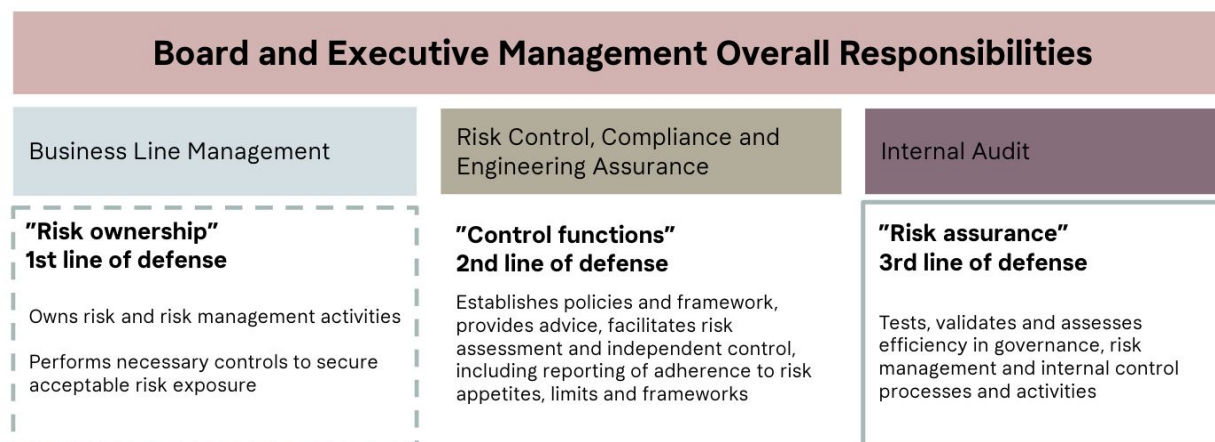 Board and Executive Management Overall Responsibilities
Business Line Management
Risk Control, Compliance and
Engineering Assurance
Internal Audit
”Risk ownership”
1st line of defense
Owns risk and risk management activities
Performs necessary controls to secure
acceptable risk exposure
”Control functions”
2nd line of defense
Establishes policies and framework,
provides advice, facilitates risk
assessment and independent control,
including reporting of adherence to risk
appetites, limits and frameworks
”Risk assurance”
3rd line of defense
Tests, validates and assesses
efficiency in governance, risk
management and internal control
processes and activities